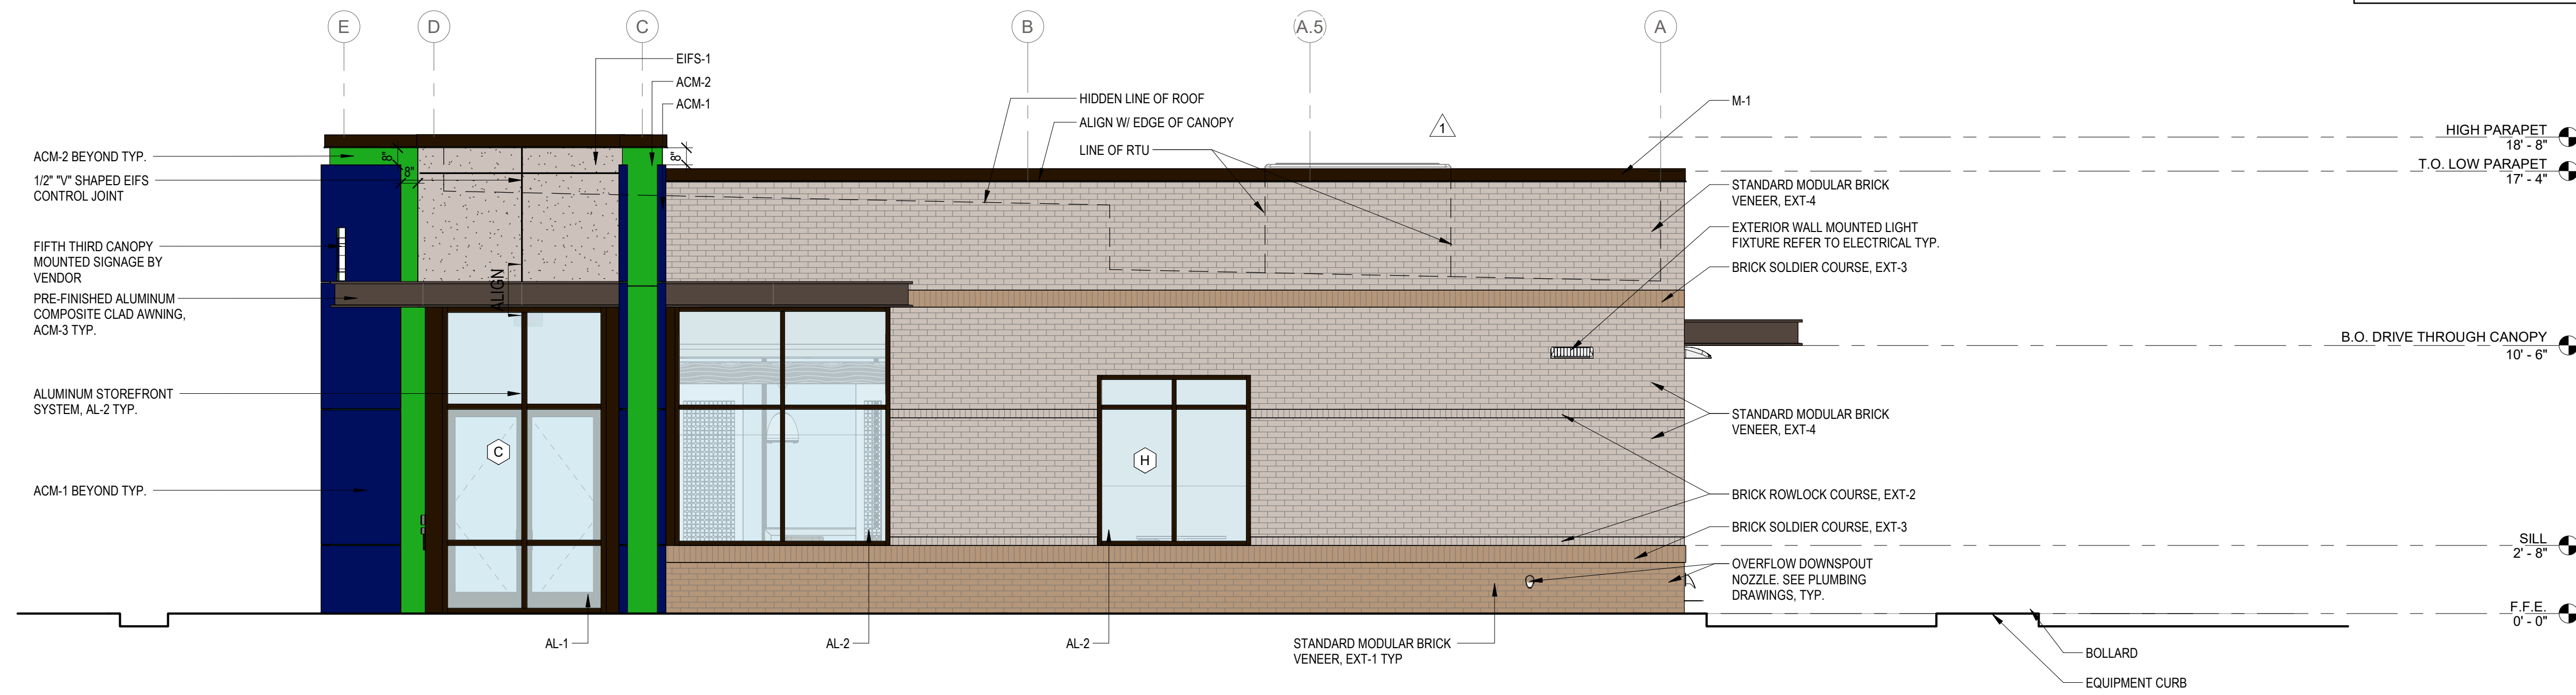 E
D
C
B
A.5
A
EIFS-1
ACM-2
ACM-1
HIDDEN LINE OF ROOF
ALIGN W/ EDGE OF CANOPY
LINE OF RTU
1
M-1
HIGH PARAPET
18' - 8"
T.O. LOW PARAPET
17' - 4"
ACM-2 BEYOND TYP.
1/2" "V" SHAPED EIFS
CONTROL JOINT
8"
8"
8"
STANDARD MODULAR BRICK
VENEER, EXT-4
EXTERIOR WALL MOUNTED LIGHT
FIXTURE REFER TO ELECTRICAL TYP.
BRICK SOLDIER COURSE, EXT-3
FIFTH THIRD CANOPY
MOUNTED SIGNAGE BY
VENDOR
PRE-FINISHED ALUMINUM
COMPOSITE CLAD AWNING,
ACM-3 TYP.
ALIGN
B.O. DRIVE THROUGH CANOPY
10' - 6"
ALUMINUM STOREFRONT
SYSTEM, AL-2 TYP.
STANDARD MODULAR BRICK
VENEER, EXT-4
C
H
ACM-1 BEYOND TYP.
BRICK ROWLOCK COURSE, EXT-2
BRICK SOLDIER COURSE, EXT-3
SILL
2' - 8"
OVERFLOW DOWNSPOUT
NOZZLE. SEE PLUMBING
DRAWINGS, TYP.
F.F.E.
0' - 0"
AL-1
AL-2
AL-2
STANDARD MODULAR BRICK
VENEER, EXT-1 TYP
BOLLARD
EQUIPMENT CURB